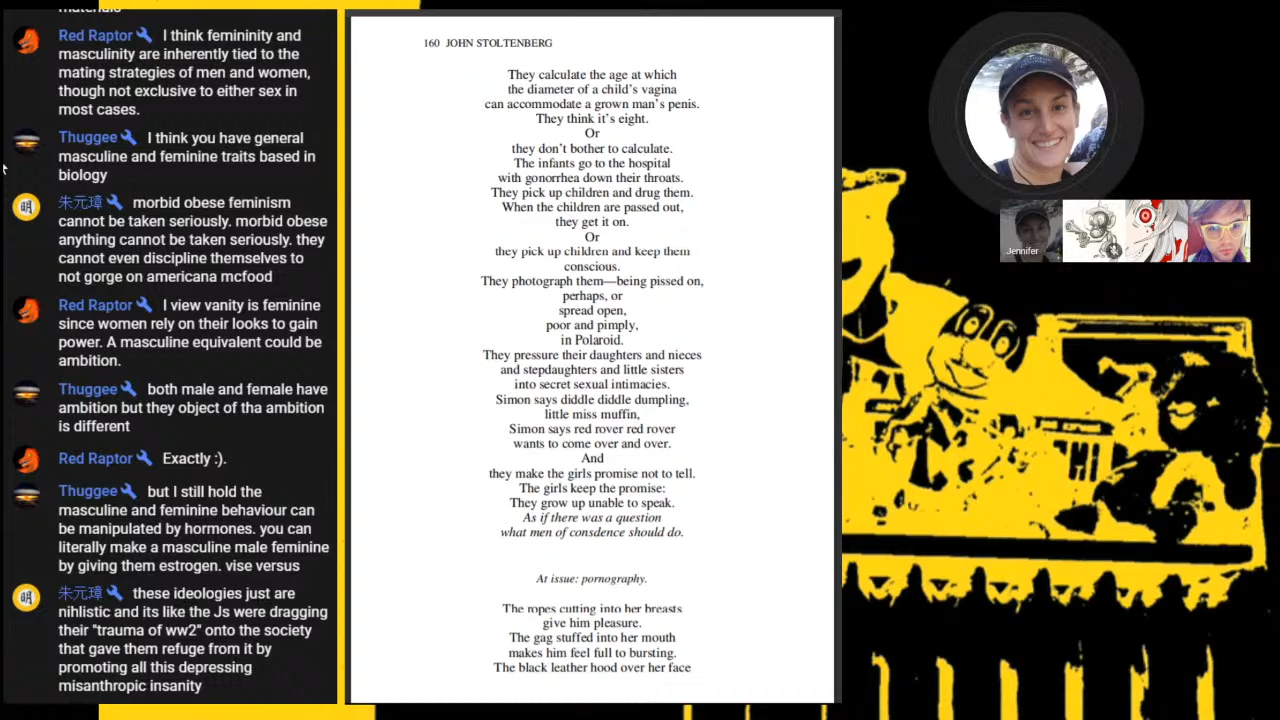 Red Raptor I think femininity and
masculinity are inherently tied to the
mating strategies of men and women,
though not exclusive to either sex in
most cases.
Thuggee I think you have general
masculine and feminine traits based in
biology
朱元璋 morbid obese feminism
cannot be taken seriously. morbid obese
anything cannot be taken seriously. they
cannot even discipline themselves to
not gorge on americana mcfood
Red Raptor I view vanity is feminine
since women rely on their looks to gain
power. A masculine equivalent could be
ambition.
Thuggee both male and female have
ambition but they object of tha ambition
is different
Red Raptor Exactly :).
Thuggee but I still hold the
masculine and feminine behaviour can
be manipulated by hormones. you can
literally make a masculine male feminine
by giving them estrogen. vise versus
朱元璋 these ideologies just are
nihlistic and its like the Js were dragging
their "trauma of ww2" onto the society
that gave them refuge from it by
promoting all this depressing
misanthropic insanity
160 JOHN STOLTENBERG
They calculate the age at which
the diameter of a child's vagina
can accommodate a grown man's penis.
They think it's eight.
Or
they don't bother to calculate.
The infants go to the hospital
with gonorrhea down their throats.
They pick up children and drug them.
When the children are passed out,
they get it on.
Or
they pick up children and keep them
conscious.
They photograph them—being pissed on,
perhaps, or
spread open,
poor and pimply,
in Polaroid.
They pressure their daughters and nieces
and stepdaughters and little sisters
into secret sexual intimacies.
Simon says diddle diddle dumpling,
little miss muffin,
Simon says red rover red rover
wants to come over and over.
And
they make the girls promise not to tell.
The girls keep the promise:
They grow up unable to speak.
As if there was a question
what men of consdence should do.
At issue: pornography.
The ropes cutting into her breasts
give him pleasure.
The gag stuffed into her mouth
makes him feel full to bursting.
The black leather hood over her face
Jennifer